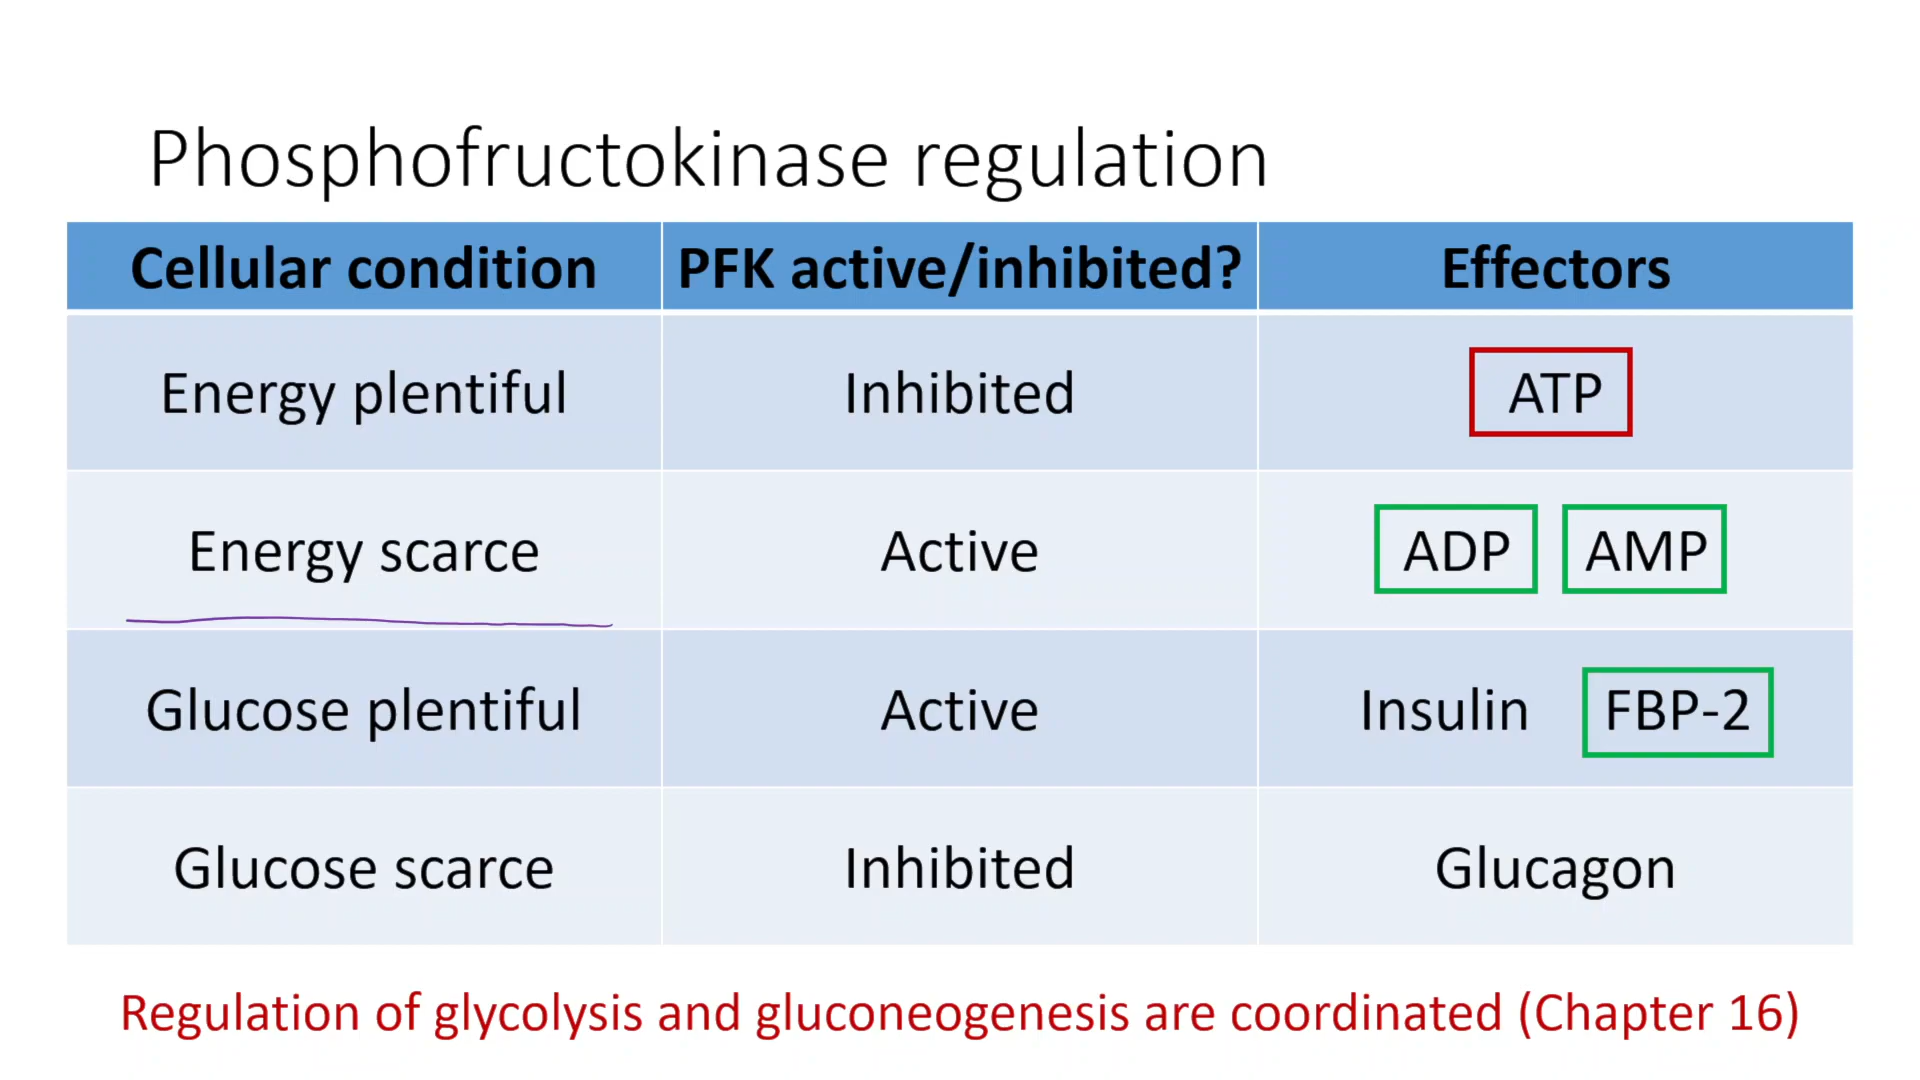 Phosphofructokinase regulation
Cellular condition PFK active/inhibited? Effectors
Energy plentiful Inhibited ATP
Energy scarce Active ADP AMP
Glucose plentiful Active Insulin FBP-2
Glucose scarce Inhibited Glucagon
Regulation of glycolysis and gluconeogenesis are coordinated (Chapter 16)